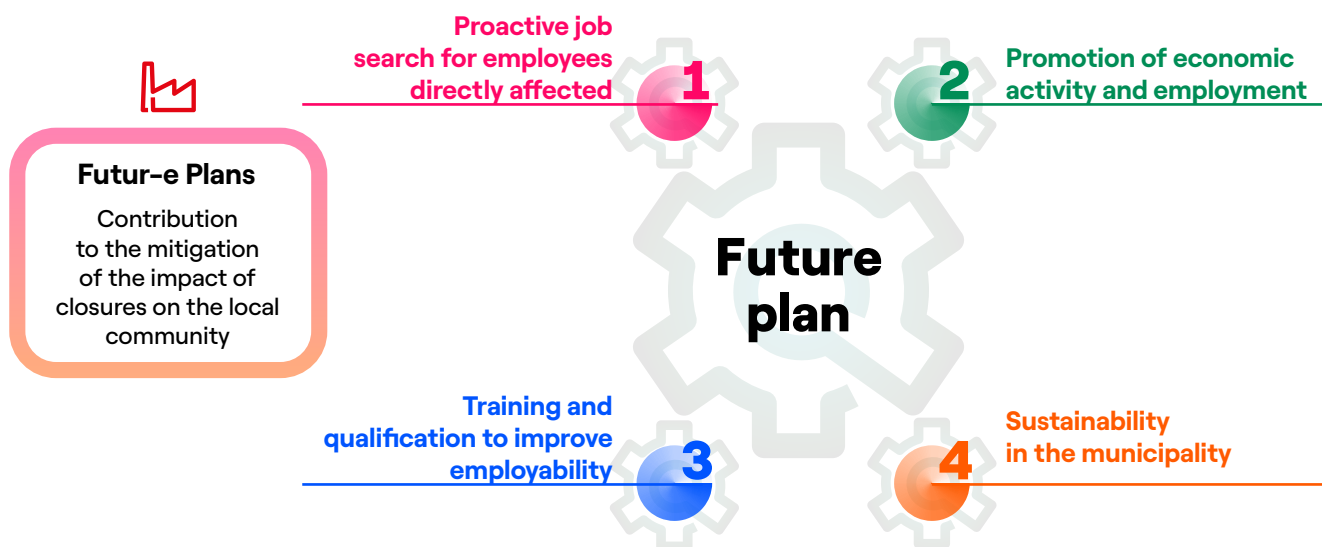 Futur-e Plans
Contribution
to the mitigation
of the impact of
closures on the local
community
Proactive job
search for employees
directly affected
1
2
Promotion of economic
activity and employment
Future
plan
Training and
qualification to improve
employability
3
4
Sustainability
in the municipality